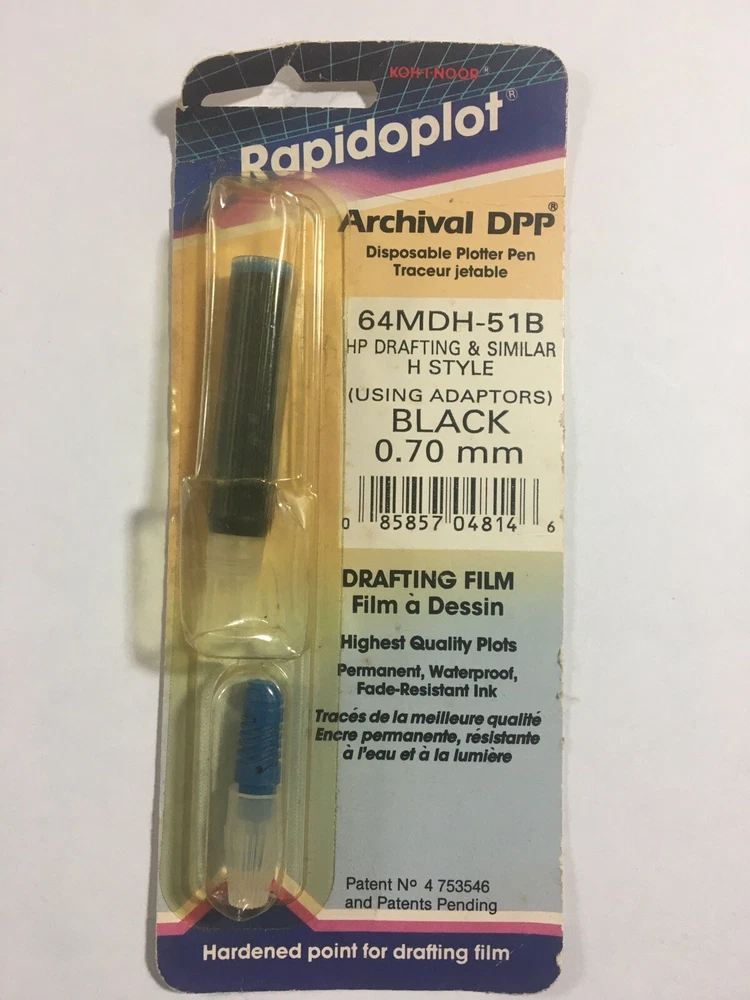 KOH-I-NOOR®
Rapidoplot®
Archival DPP®
Disposable Plotter Pen
Traceur jetable
64MDH-51B
HP DRAFTING & SIMILAR
H STYLE
(USING ADAPTORS)
BLACK
0.70 mm
0 85857 04814 6
DRAFTING FILM
Film à Dessin
Highest Quality Plots
Permanent, Waterproof,
Fade-Resistant Ink
Tracés de la meilleure qualité
Encre permanente, résistante
à l'eau et à la lumière
Patent Nº 4 753546
and Patents Pending
Hardened point for drafting film